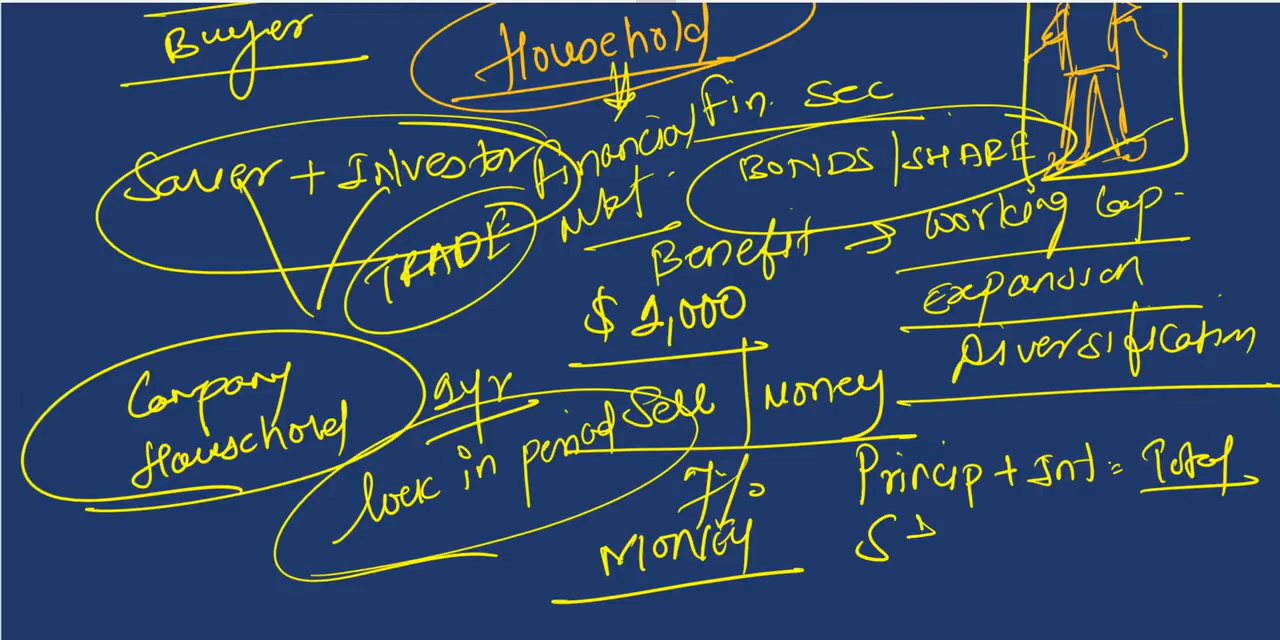 Buyer
Household
Financial/Fin. Sec
Mkt.
Saver + Investor
TRADE
BONDS | SHARE
Benefit → Working Cap-
Expansion
Diversification
$ 1,000
Company
Household
1yr
lock in period
Sell | Money
7%
Money
Princip + Int = Total